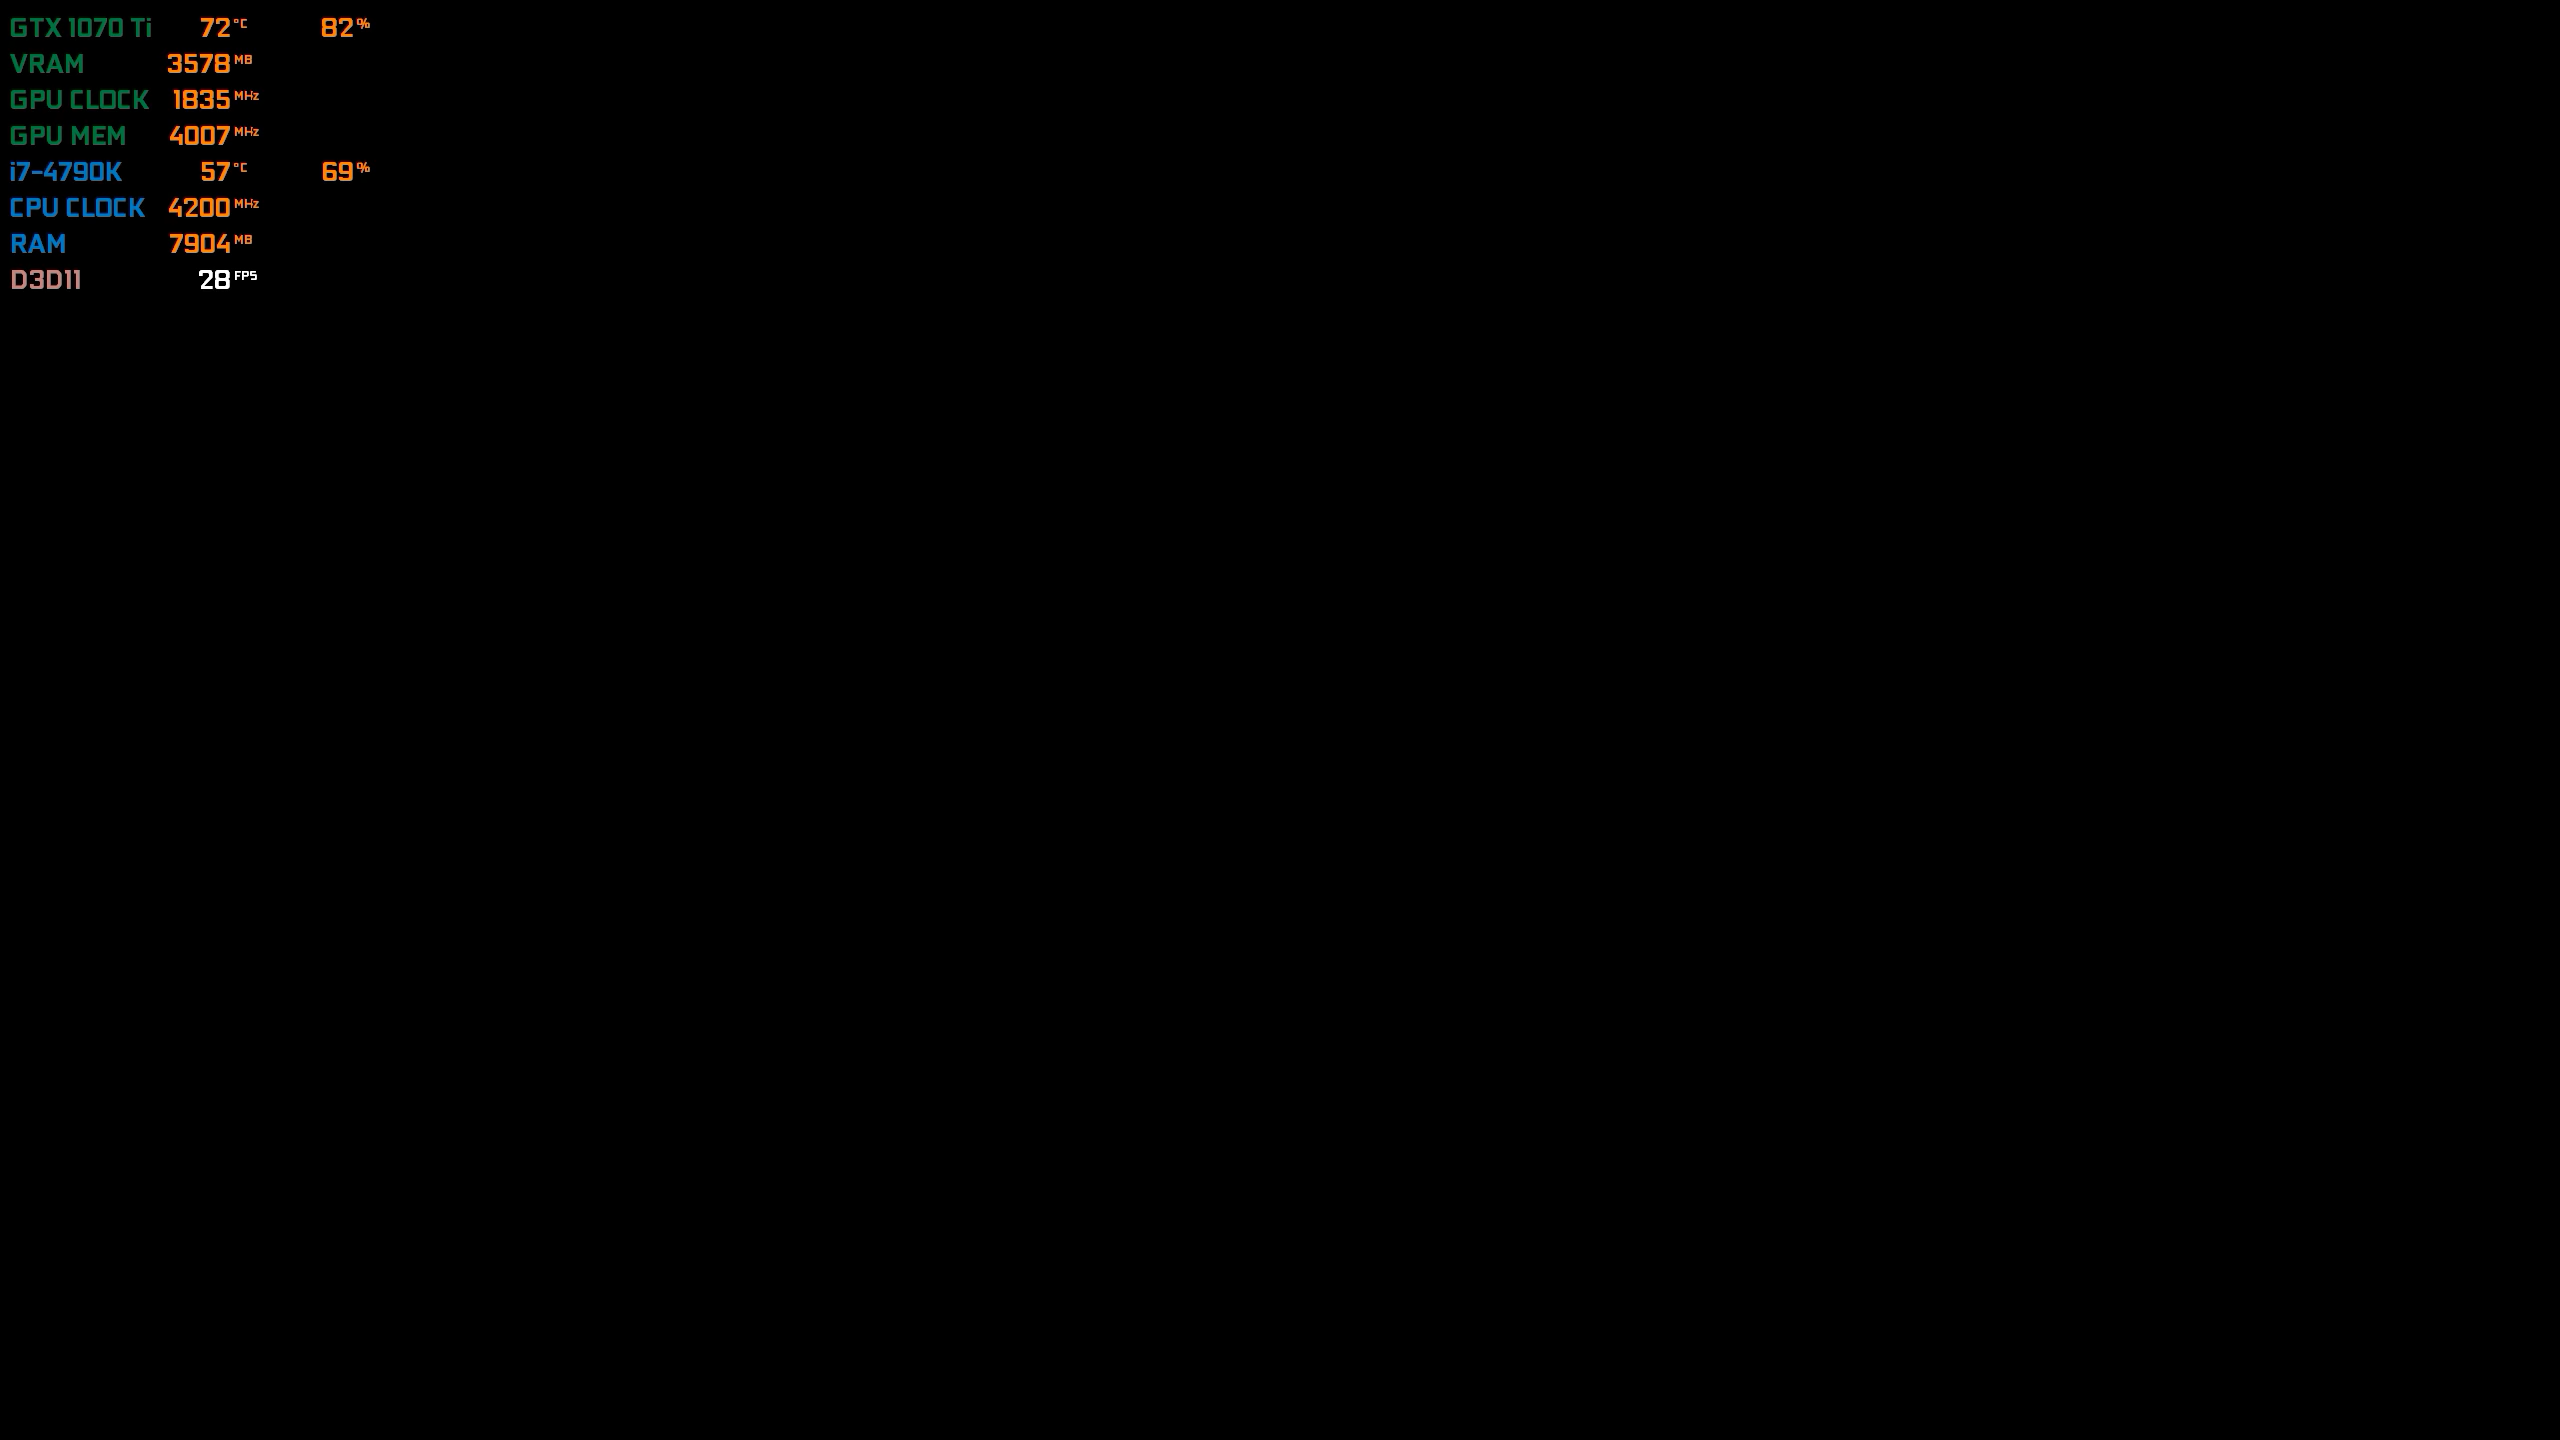 GTX 1070 Ti 72°C 82%
VRAM 3578 MB
GPU CLOCK 1835 MHz
GPU MEM 4007 MHz
i7-4790K 57°C 69%
CPU CLOCK 4200 MHz
RAM 7904 MB
D3D11 28 FPS